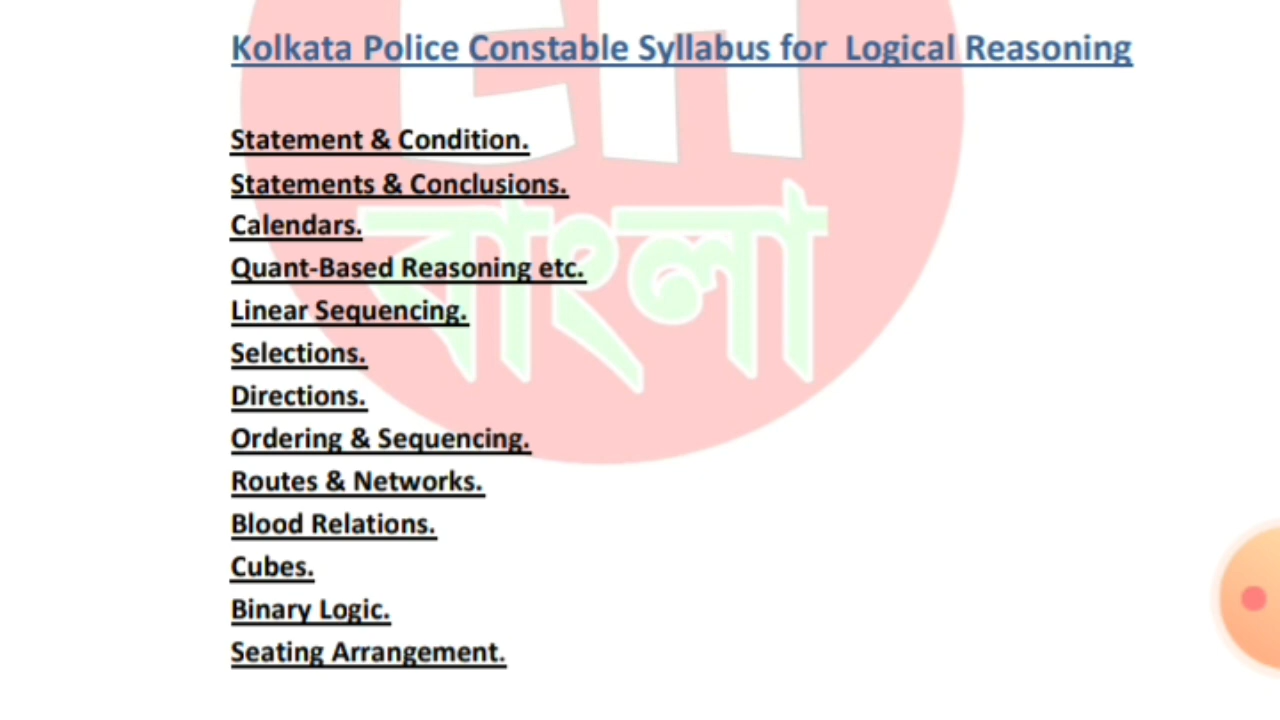 Kolkata Police Constable Syllabus for Logical Reasoning
Statement & Condition.
Statements & Conclusions.
Calendars.
Quant-Based Reasoning etc.
Linear Sequencing.
Selections.
Directions.
Ordering & Sequencing.
Routes & Networks.
Blood Relations.
Cubes.
Binary Logic.
Seating Arrangement.
বাংলা